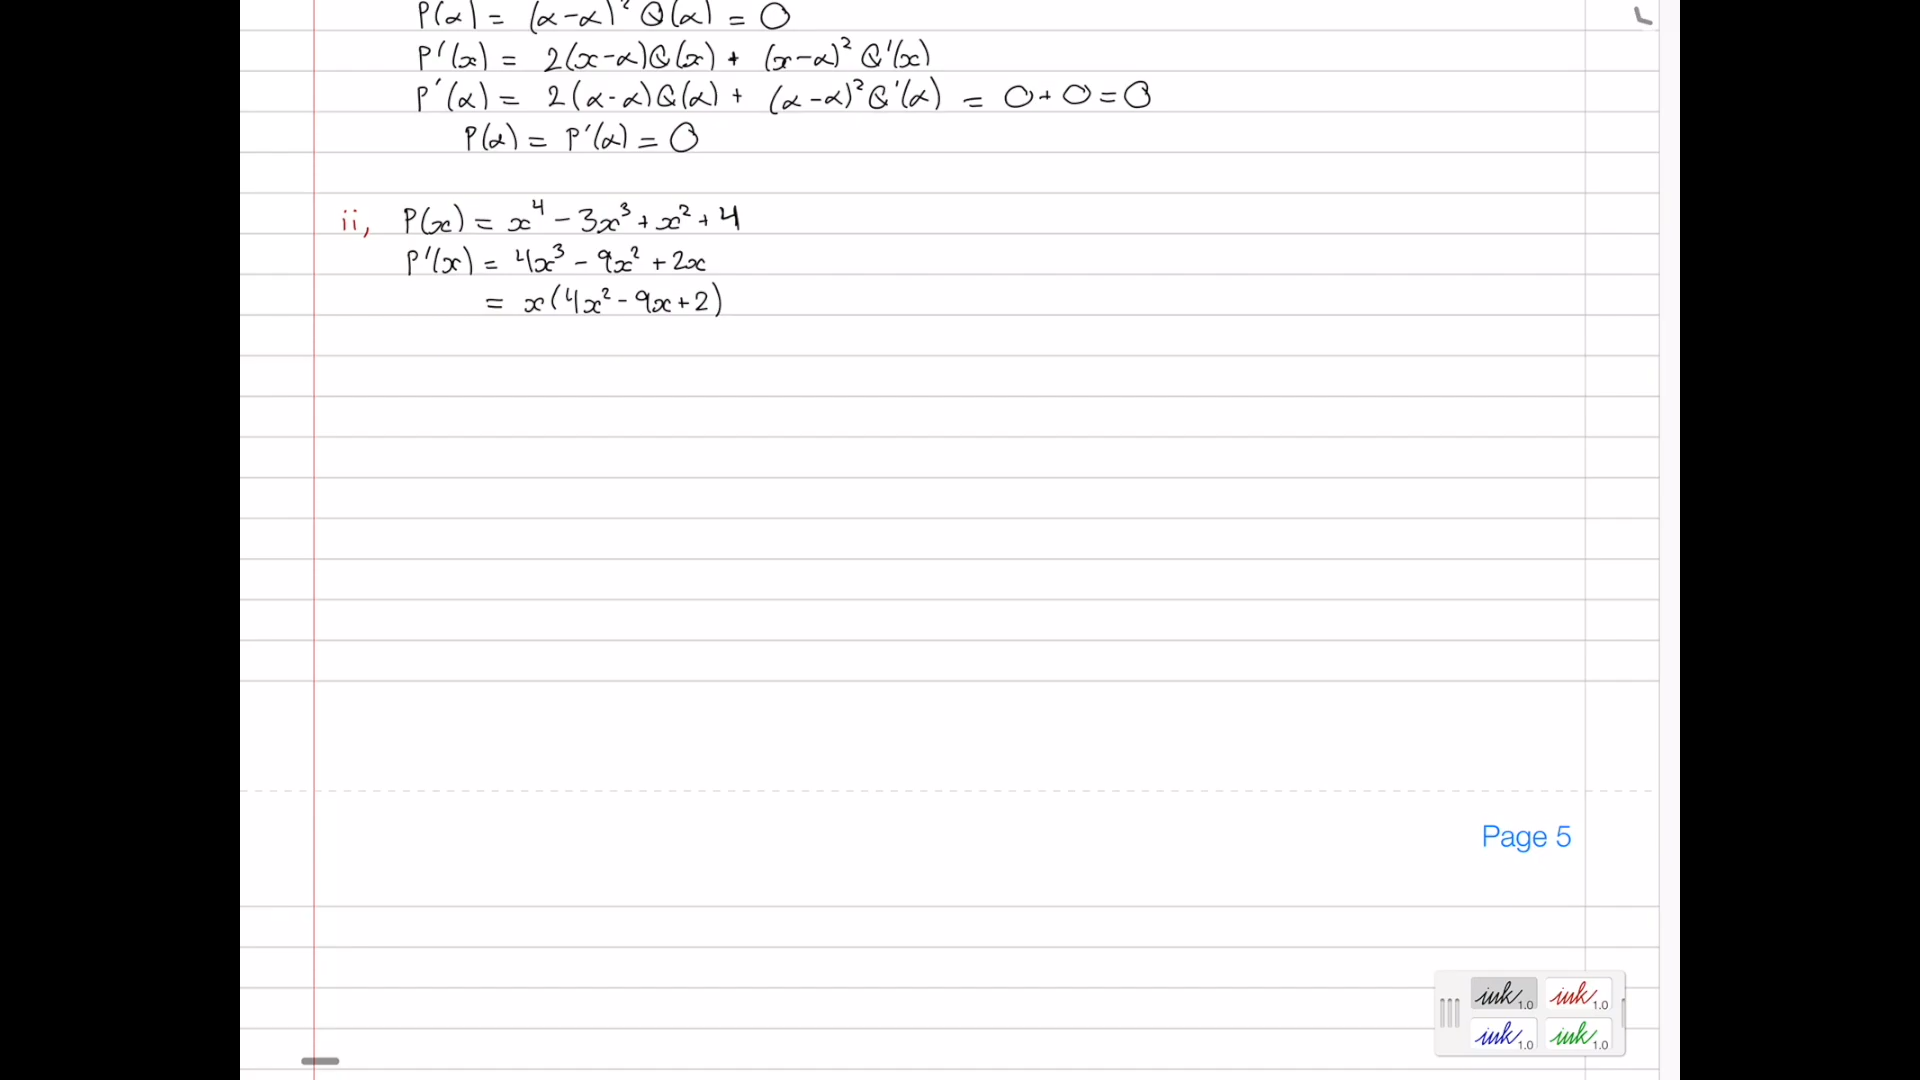 P(α) = (α-α)² Q(α) = 0
P'(x) = 2(x-α)Q(x) + (x-α)² Q'(x)
P'(α) = 2(α-α)Q(α) + (α-α)² Q'(α) = 0+0=0
P(α) = P'(α) = 0
ii, P(x) = x⁴ - 3x³ + x² + 4
P'(x) = 4x³ - 9x² + 2x
= x(4x² - 9x + 2)
Page 5
ink 1.0 ink 1.0
ink 1.0 ink 1.0